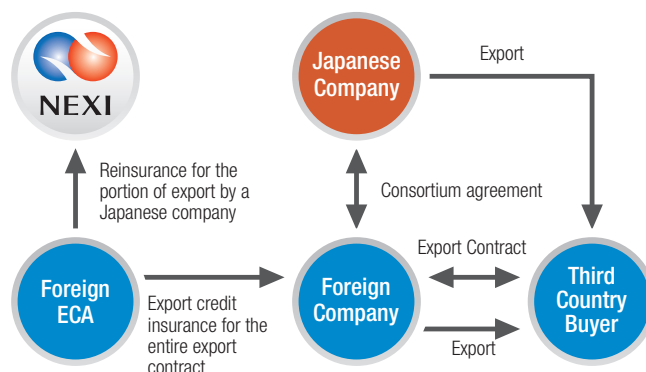 NEXI
Japanese
Company
Export
Reinsurance for the
portion of export by a
Japanese company
Consortium agreement
Foreign
ECA
Export credit
insurance for the
entire export
contract
Foreign
Company
Export Contract
Export
Third
Country
Buyer